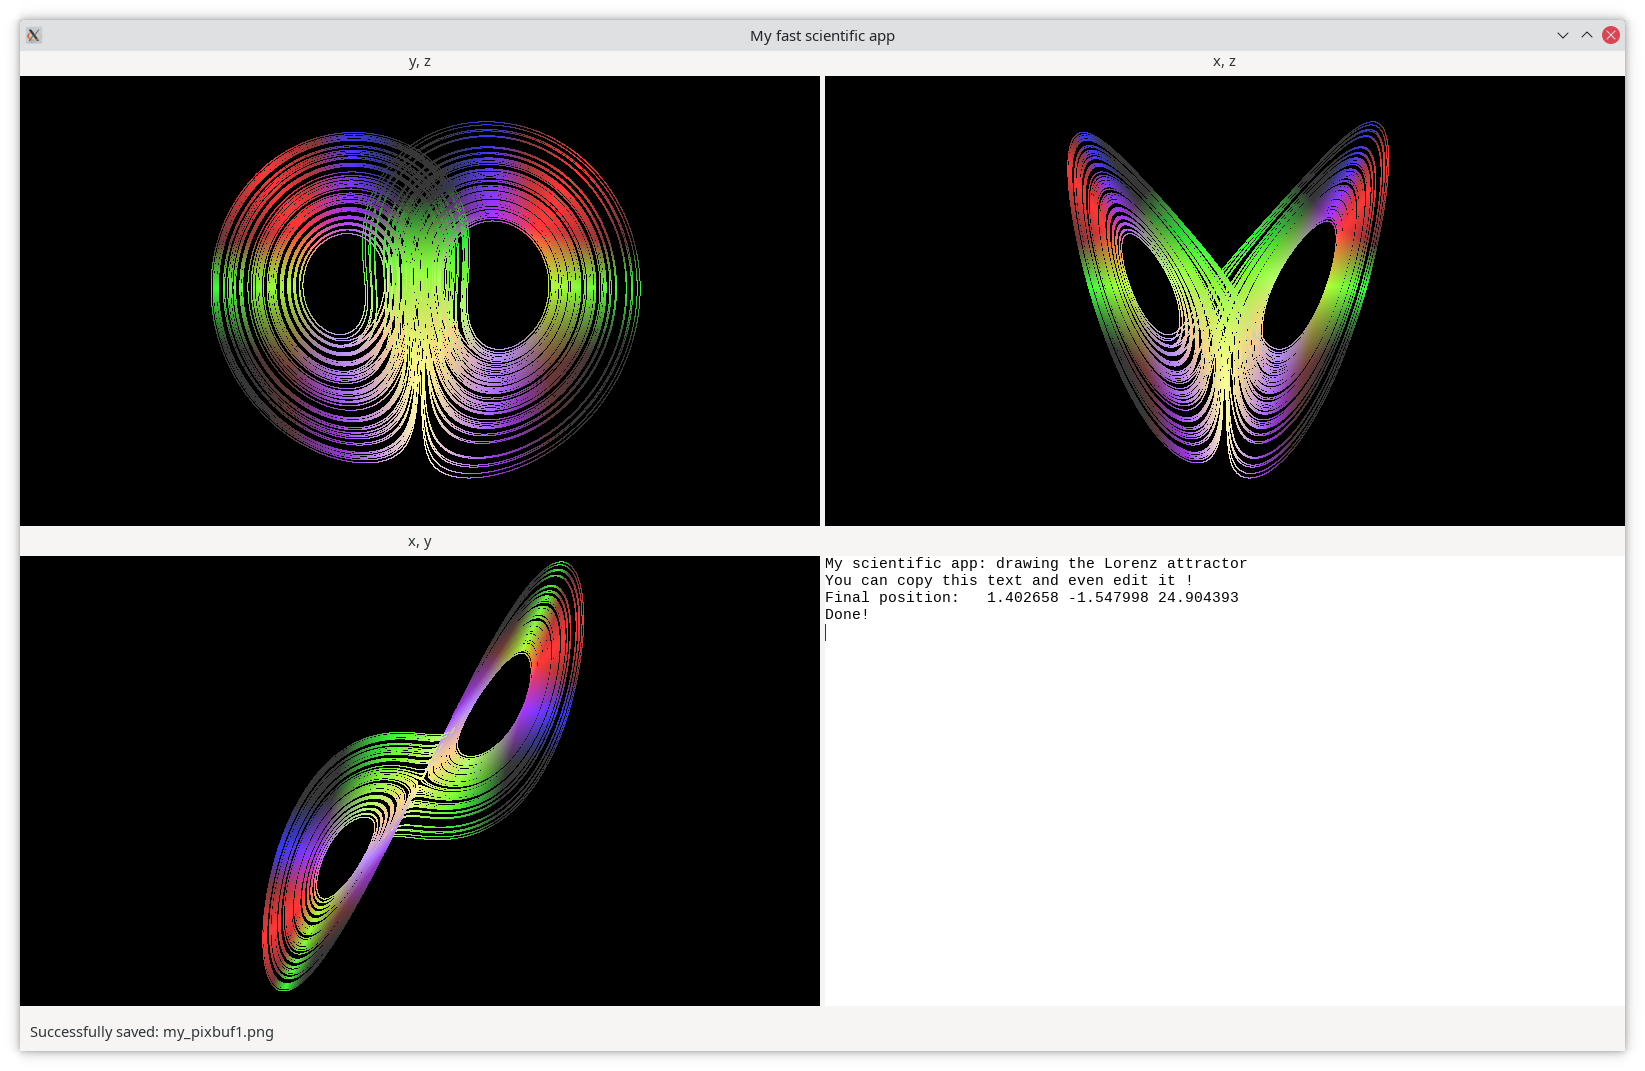 My fast scientific app
y, z
x, z
x, y
My scientific app: drawing the Lorenz attractor
You can copy this text and even edit it !
Final position:   1.402658 -1.547998 24.904393
Done!
Successfully saved: my_pixbuf1.png